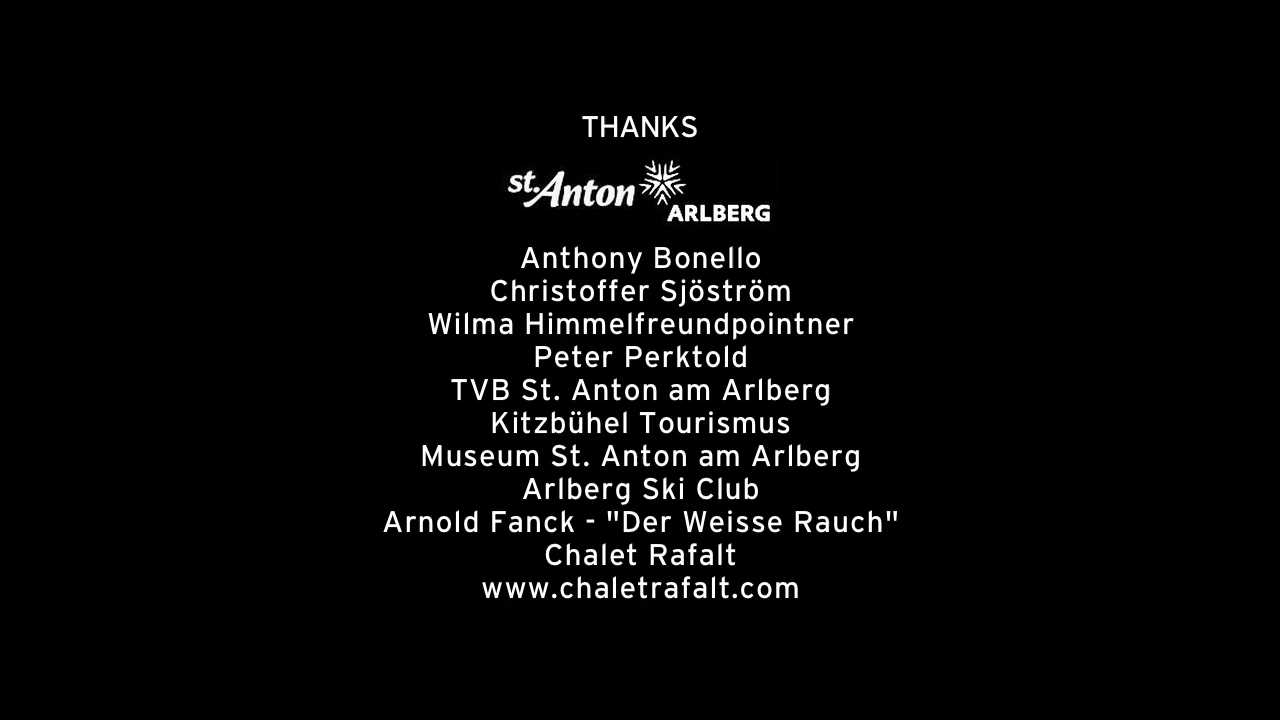 THANKS
st.Anton
ARLBERG
Anthony Bonello
Christoffer Sjöström
Wilma Himmelfreundpointner
Peter Perktold
TVB St. Anton am Arlberg
Kitzbühel Tourismus
Museum St. Anton am Arlberg
Arlberg Ski Club
Arnold Fanck - "Der Weisse Rauch"
Chalet Rafalt
www.chaletrafalt.com